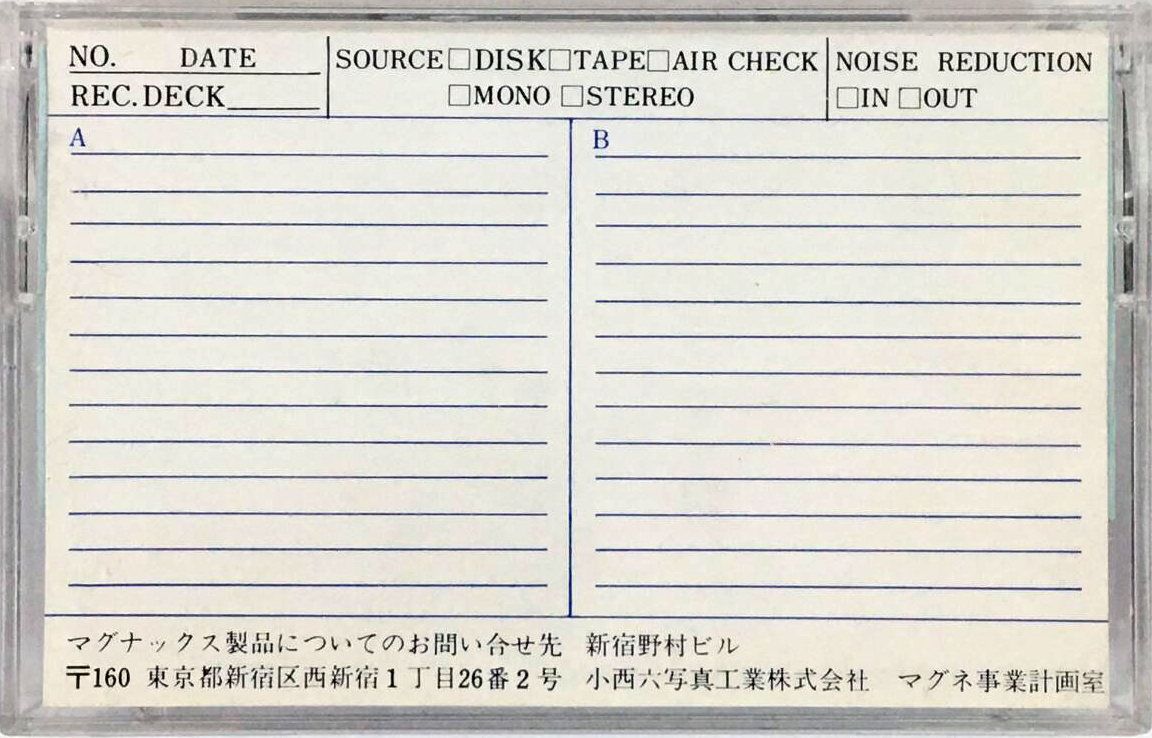 NO. DATE
REC.DECK
SOURCE□DISK□TAPE□AIR CHECK
□MONO □STEREO
NOISE REDUCTION
□IN □OUT
A
B
マグナックス製品についてのお問い合せ先 新宿野村ビル
〒160 東京都新宿区西新宿1丁目26番2号 小西六写真工業株式会社 マグネ事業計画室